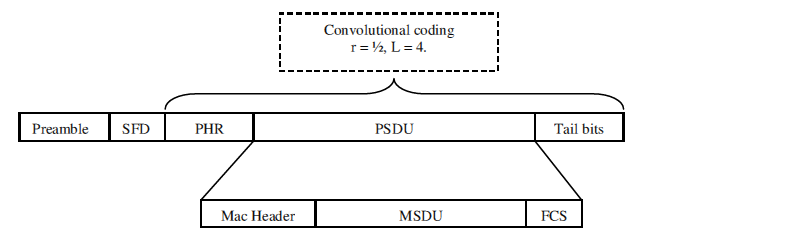 Convolutional coding
r = ½, L = 4.
Preamble SFD PHR PSDU Tail bits
Mac Header MSDU FCS